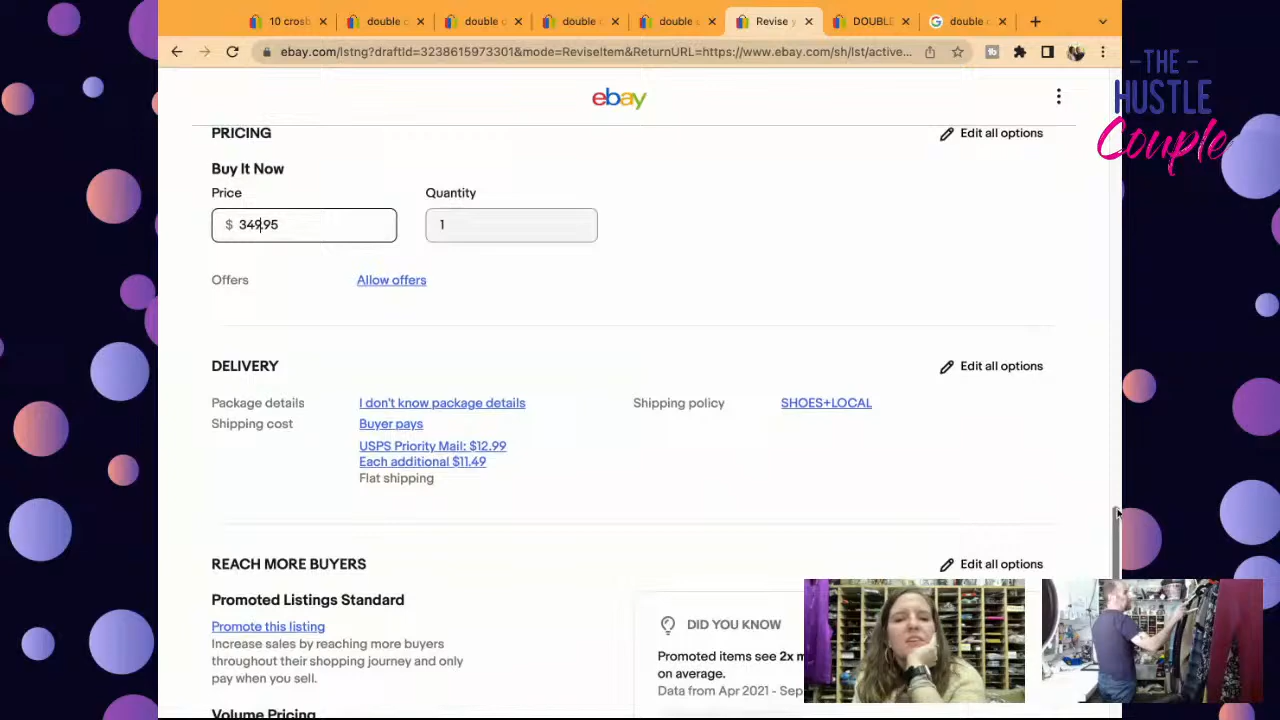 10 crosb
double c
double c
double c
double c
Revise y
DOUBLE
double c
ebay.com/lstng?draftId=3238615973301&mode=ReviseItem&ReturnURL=https://www.ebay.com/sh/lst/active...
-THE-
HUSTLE
Couple
ebay
PRICING
Edit all options
Buy It Now
Price
Quantity
$ 349.95
1
Offers
Allow offers
DELIVERY
Edit all options
Package details
I don't know package details
Shipping policy
SHOES+LOCAL
Shipping cost
Buyer pays
USPS Priority Mail: $12.99
Each additional $11.49
Flat shipping
REACH MORE BUYERS
Edit all options
Promoted Listings Standard
DID YOU KNOW
Promote this listing
Increase sales by reaching more buyers
throughout their shopping journey and only
pay when you sell.
Promoted items see 2x m
on average.
Data from Apr 2021 - Sep
Volume Pricing